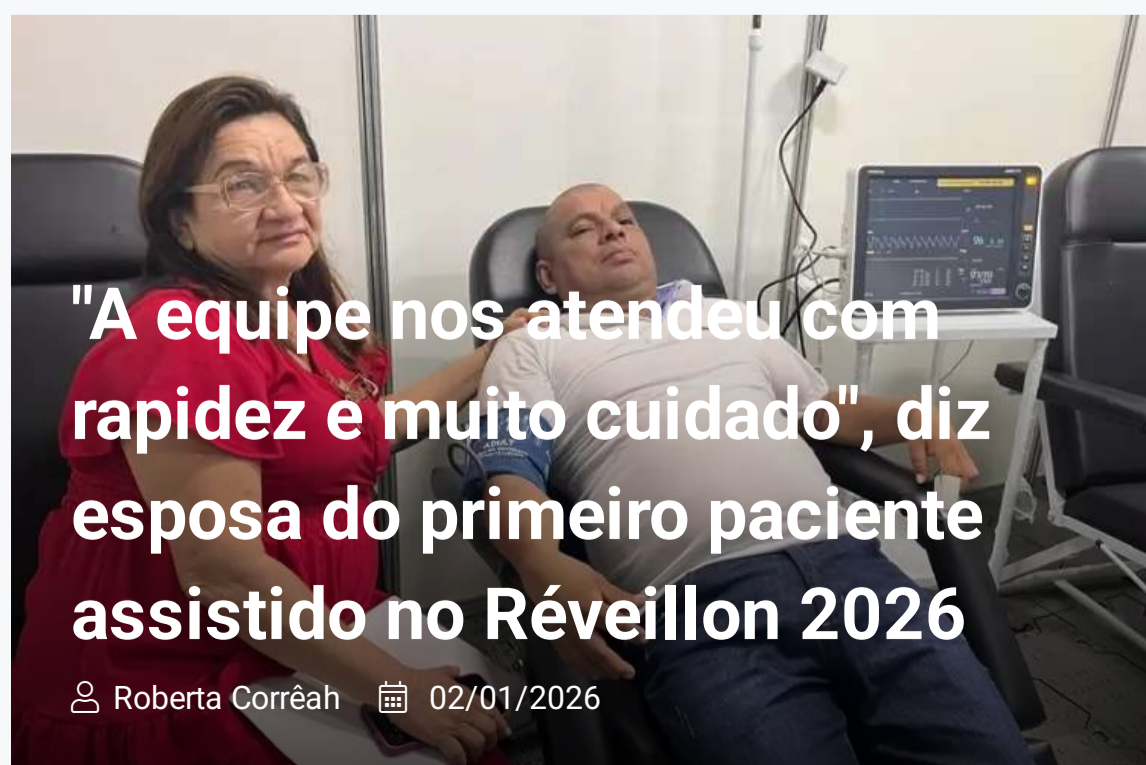 "A equipe nos atendeu com
rapidez e muito cuidado", diz
esposa do primeiro paciente
assistido no Réveillon 2026
Roberta Corrêah 02/01/2026